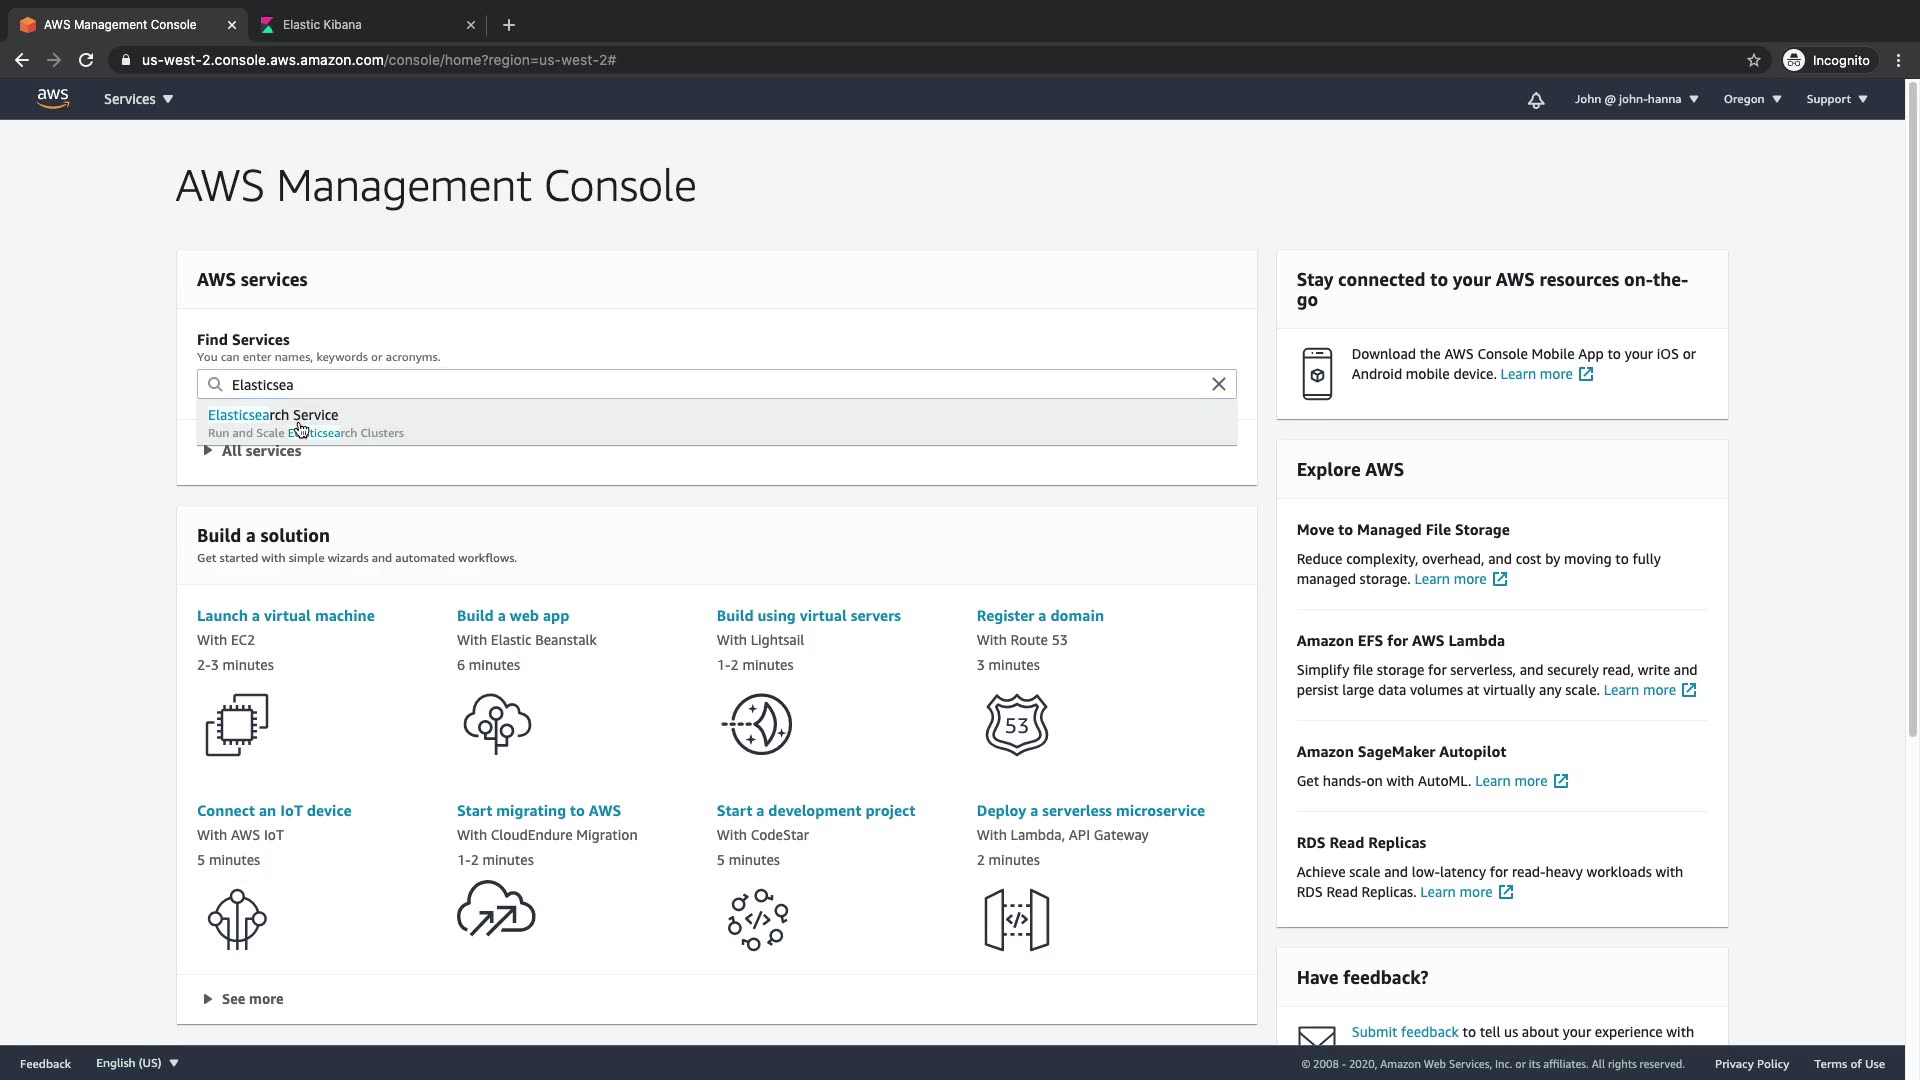 AWS Management Console
Elastic Kibana
us-west-2.console.aws.amazon.com/console/home?region=us-west-2#
Incognito
aws
Services
John @ john-hanna
Oregon
Support
AWS Management Console
AWS services
Find Services
You can enter names, keywords or acronyms.
Elasticsea
Elasticsearch Service
Run and Scale Elasticsearch Clusters
All services
Build a solution
Get started with simple wizards and automated workflows.
Launch a virtual machine
With EC2
2-3 minutes
Build a web app
With Elastic Beanstalk
6 minutes
Build using virtual servers
With Lightsail
1-2 minutes
Register a domain
With Route 53
3 minutes
53
Connect an IoT device
With AWS IoT
5 minutes
Start migrating to AWS
With CloudEndure Migration
1-2 minutes
Start a development project
With CodeStar
5 minutes
Deploy a serverless microservice
With Lambda, API Gateway
2 minutes
</>
</>
See more
Stay connected to your AWS resources on-the-
go
Download the AWS Console Mobile App to your iOS or
Android mobile device. Learn more
Explore AWS
Move to Managed File Storage
Reduce complexity, overhead, and cost by moving to fully
managed storage. Learn more
Amazon EFS for AWS Lambda
Simplify file storage for serverless, and securely read, write and
persist large data volumes at virtually any scale. Learn more
Amazon SageMaker Autopilot
Get hands-on with AutoML. Learn more
RDS Read Replicas
Achieve scale and low-latency for read-heavy workloads with
RDS Read Replicas. Learn more
Have feedback?
Submit feedback to tell us about your experience with
Feedback
English (US)
© 2008 - 2020, Amazon Web Services, Inc. or its affiliates. All rights reserved.
Privacy Policy
Terms of Use